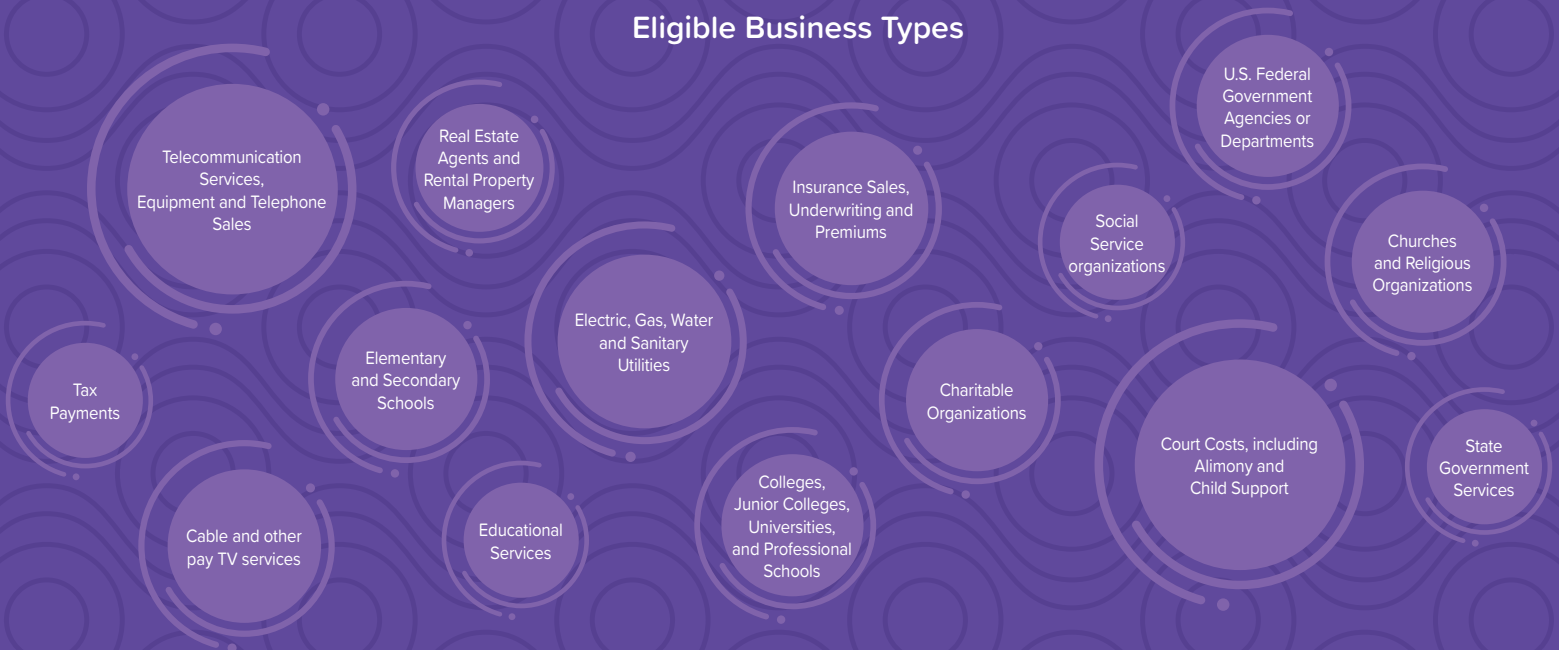 Eligible Business Types
Telecommunication
Services,
Equipment and Telephone
Sales
Real Estate
Agents and
Rental Property
Managers
Insurance Sales,
Underwriting and
Premiums
U.S. Federal
Government
Agencies or
Departments
Social
Service
organizations
Churches
and Religious
Organizations
Tax
Payments
Elementary
and Secondary
Schools
Electric, Gas, Water
and Sanitary
Utilities
Charitable
Organizations
Court Costs, including
Alimony and
Child Support
State
Government
Services
Cable and other
pay TV services
Educational
Services
Colleges,
Junior Colleges,
Universities,
and Professional
Schools